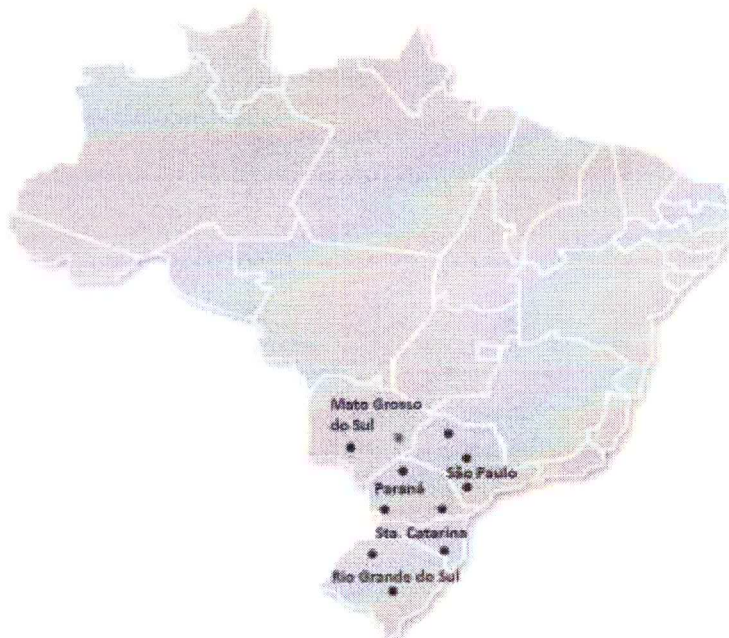 Mato Grosso
do Sul
São Paulo
Paraná
Sta. Catarina
Rio Grande do Sul